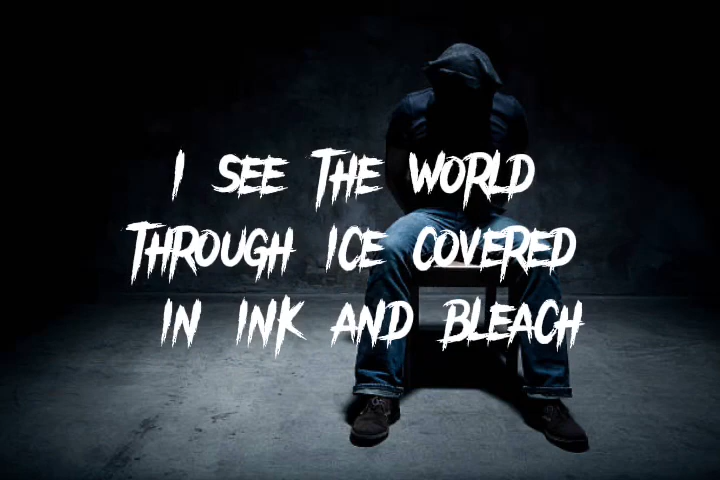 I SEE THE WORLD
THROUGH ICE COVERED
IN INK AND BLEACH